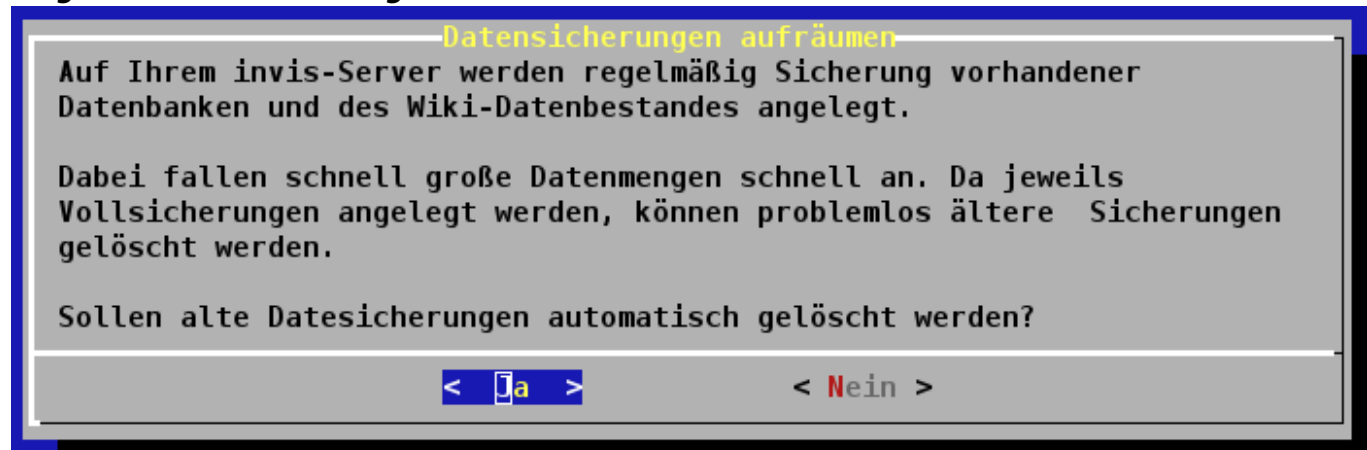 Datensicherungen aufräumen
Auf Ihrem invis-Server werden regelmäßig Sicherung vorhandener
Datenbanken und des Wiki-Datenbestandes angelegt.
Dabei fallen schnell große Datenmengen schnell an. Da jeweils
Vollsicherungen angelegt werden, können problemlos ältere  Sicherungen
gelöscht werden.
Sollen alte Datesicherungen automatisch gelöscht werden?
<  Ja  > < Nein >